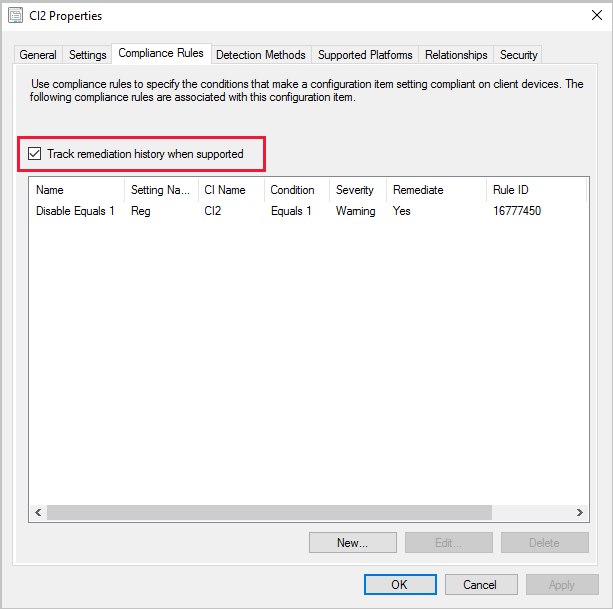 CI2 Properties
General Settings Compliance Rules Detection Methods Supported Platforms Relationships Security
Use compliance rules to specify the conditions that make a configuration item setting compliant on client devices. The
following compliance rules are associated with this configuration item.
Track remediation history when supported
Name Setting Na... CI Name Condition Severity Remediate Rule ID
Disable Equals 1 Reg CI2 Equals 1 Warning Yes 16777450
New... Edit... Delete
OK Cancel Apply